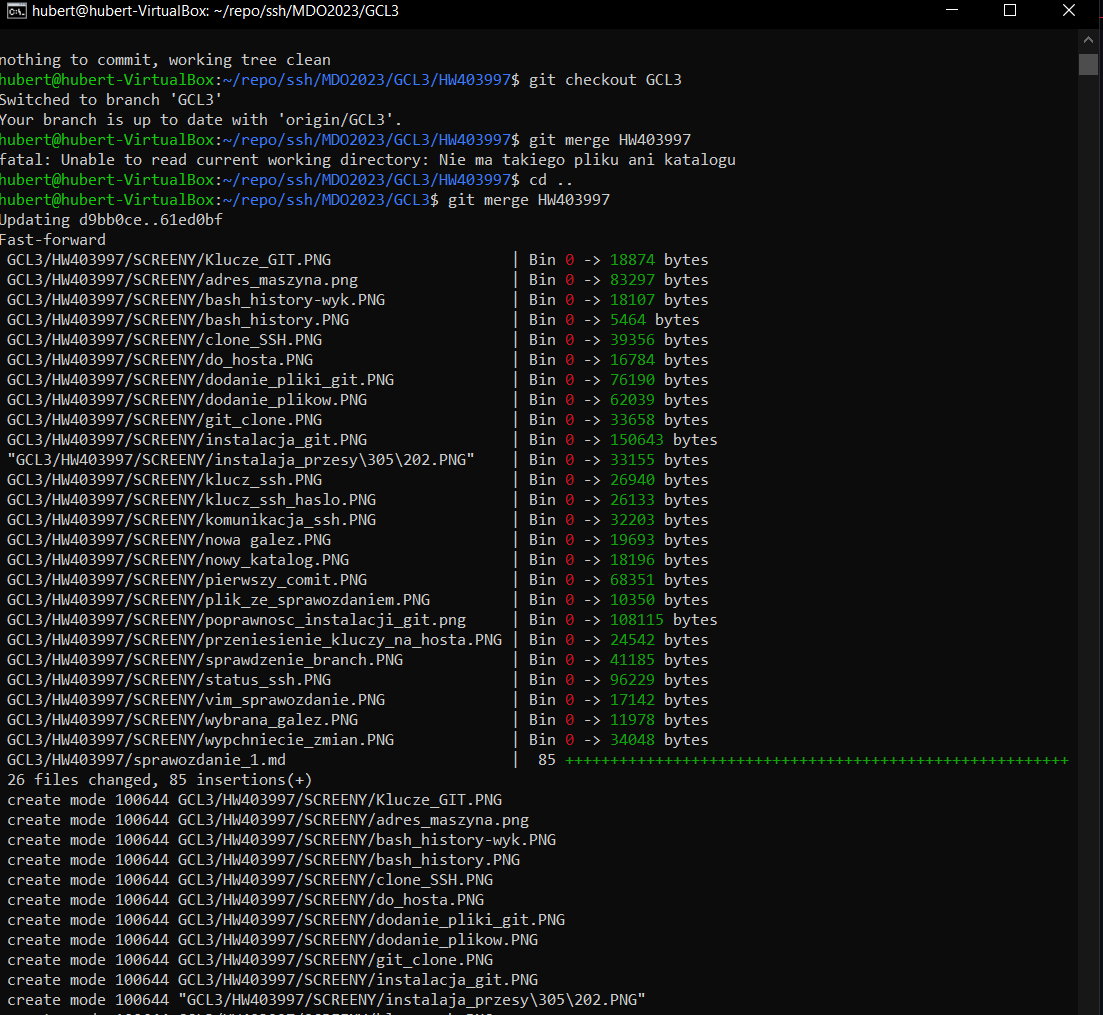 hubert@hubert-VirtualBox: ~/repo/ssh/MDO2023/GCL3
nothing to commit, working tree clean
hubert@hubert-VirtualBox:~/repo/ssh/MDO2023/GCL3/HW403997$ git checkout GCL3
Switched to branch 'GCL3'
Your branch is up to date with 'origin/GCL3'.
hubert@hubert-VirtualBox:~/repo/ssh/MDO2023/GCL3/HW403997$ git merge HW403997
fatal: Unable to read current working directory: Nie ma takiego pliku ani katalogu
hubert@hubert-VirtualBox:~/repo/ssh/MDO2023/GCL3/HW403997$ cd ..
hubert@hubert-VirtualBox:~/repo/ssh/MDO2023/GCL3$ git merge HW403997
Updating d9bb0ce..61ed0bf
Fast-forward
 GCL3/HW403997/SCREENY/Klucze_GIT.PNG                    | Bin 0 -> 18874 bytes
 GCL3/HW403997/SCREENY/adres_maszyna.png                 | Bin 0 -> 83297 bytes
 GCL3/HW403997/SCREENY/bash_history-wyk.PNG              | Bin 0 -> 18107 bytes
 GCL3/HW403997/SCREENY/bash_history.PNG                  | Bin 0 -> 5464 bytes
 GCL3/HW403997/SCREENY/clone_SSH.PNG                     | Bin 0 -> 39356 bytes
 GCL3/HW403997/SCREENY/do_hosta.PNG                      | Bin 0 -> 16784 bytes
 GCL3/HW403997/SCREENY/dodanie_pliki_git.PNG             | Bin 0 -> 76190 bytes
 GCL3/HW403997/SCREENY/dodanie_plikow.PNG                | Bin 0 -> 62039 bytes
 GCL3/HW403997/SCREENY/git_clone.PNG                     | Bin 0 -> 33658 bytes
 GCL3/HW403997/SCREENY/instalacja_git.PNG                | Bin 0 -> 150643 bytes
 "GCL3/HW403997/SCREENY/instalaja_przesy\305\202.PNG"    | Bin 0 -> 33155 bytes
 GCL3/HW403997/SCREENY/klucz_ssh.PNG                     | Bin 0 -> 26940 bytes
 GCL3/HW403997/SCREENY/klucz_ssh_haslo.PNG               | Bin 0 -> 26133 bytes
 GCL3/HW403997/SCREENY/komunikacja_ssh.PNG               | Bin 0 -> 32203 bytes
 GCL3/HW403997/SCREENY/nowa galez.PNG                    | Bin 0 -> 19693 bytes
 GCL3/HW403997/SCREENY/nowy_katalog.PNG                  | Bin 0 -> 18196 bytes
 GCL3/HW403997/SCREENY/pierwszy_comit.PNG                | Bin 0 -> 68351 bytes
 GCL3/HW403997/SCREENY/plik_ze_sprawozdaniem.PNG         | Bin 0 -> 10350 bytes
 GCL3/HW403997/SCREENY/poprawnosc_instalacji_git.png     | Bin 0 -> 108115 bytes
 GCL3/HW403997/SCREENY/przeniesienie_kluczy_na_hosta.PNG | Bin 0 -> 24542 bytes
 GCL3/HW403997/SCREENY/sprawdzenie_branch.PNG            | Bin 0 -> 41185 bytes
 GCL3/HW403997/SCREENY/status_ssh.PNG                    | Bin 0 -> 96229 bytes
 GCL3/HW403997/SCREENY/vim_sprawozdanie.PNG              | Bin 0 -> 17142 bytes
 GCL3/HW403997/SCREENY/wybrana_galez.PNG                 | Bin 0 -> 11978 bytes
 GCL3/HW403997/SCREENY/wypchniecie_zmian.PNG             | Bin 0 -> 34048 bytes
 GCL3/HW403997/sprawozdanie_1.md                         |  85 ++++++++++++++++++++++++++++++++++++++++++++++++++++++++
 26 files changed, 85 insertions(+)
 create mode 100644 GCL3/HW403997/SCREENY/Klucze_GIT.PNG
 create mode 100644 GCL3/HW403997/SCREENY/adres_maszyna.png
 create mode 100644 GCL3/HW403997/SCREENY/bash_history-wyk.PNG
 create mode 100644 GCL3/HW403997/SCREENY/bash_history.PNG
 create mode 100644 GCL3/HW403997/SCREENY/clone_SSH.PNG
 create mode 100644 GCL3/HW403997/SCREENY/do_hosta.PNG
 create mode 100644 GCL3/HW403997/SCREENY/dodanie_pliki_git.PNG
 create mode 100644 GCL3/HW403997/SCREENY/dodanie_plikow.PNG
 create mode 100644 GCL3/HW403997/SCREENY/git_clone.PNG
 create mode 100644 GCL3/HW403997/SCREENY/instalacja_git.PNG
 create mode 100644 "GCL3/HW403997/SCREENY/instalaja_przesy\305\202.PNG"